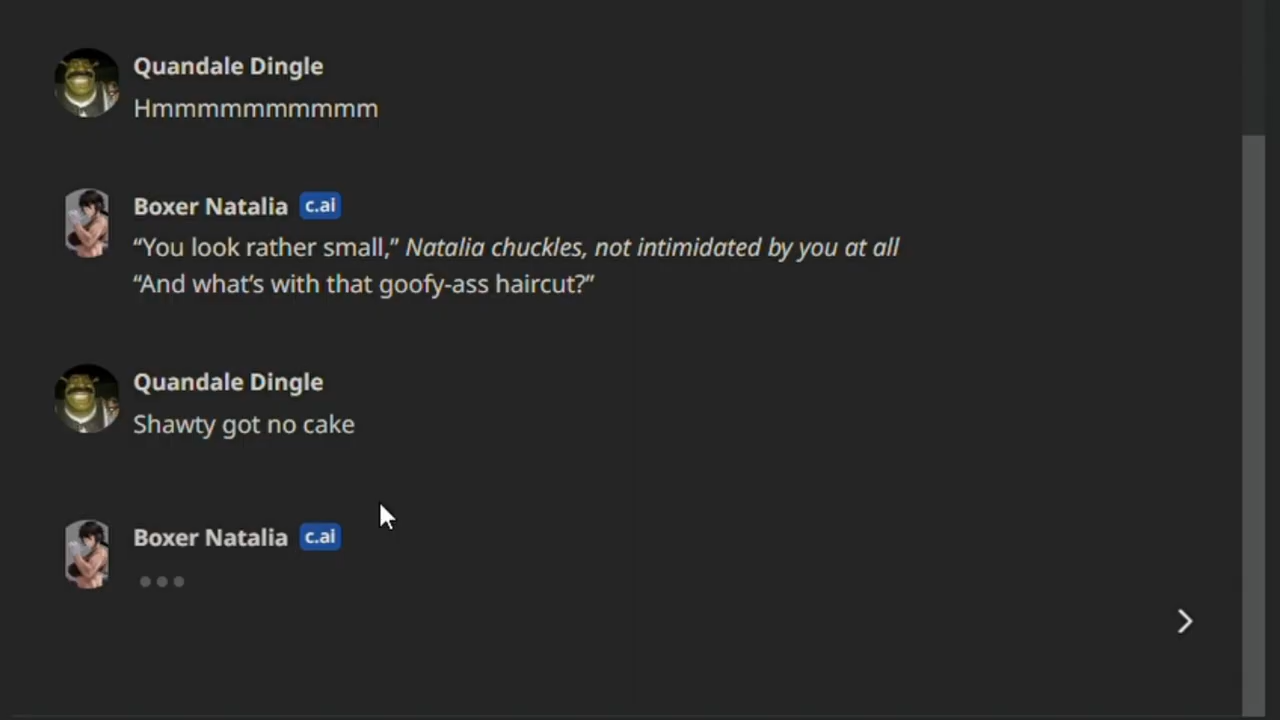 Quandale Dingle
Hmmmmmmmmmmm
Boxer Natalia c.ai
“You look rather small,” Natalia chuckles, not intimidated by you at all
“And what’s with that goofy-ass haircut?”
Quandale Dingle
Shawty got no cake
Boxer Natalia c.ai